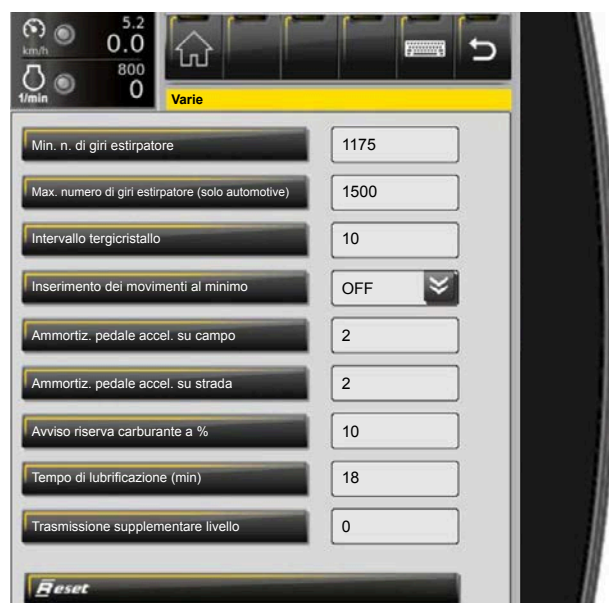 5.2
km/h 0.0
800
1/min 0
Varie
Min. n. di giri estirpatore 1175
Max. numero di giri estirpatore (solo automotive) 1500
Intervallo tergicristallo 10
Inserimento dei movimenti al minimo OFF
Ammortiz. pedale accel. su campo 2
Ammortiz. pedale accel. su strada 2
Avviso riserva carburante a % 10
Tempo di lubrificazione (min) 18
Trasmissione supplementare livello 0
Reset